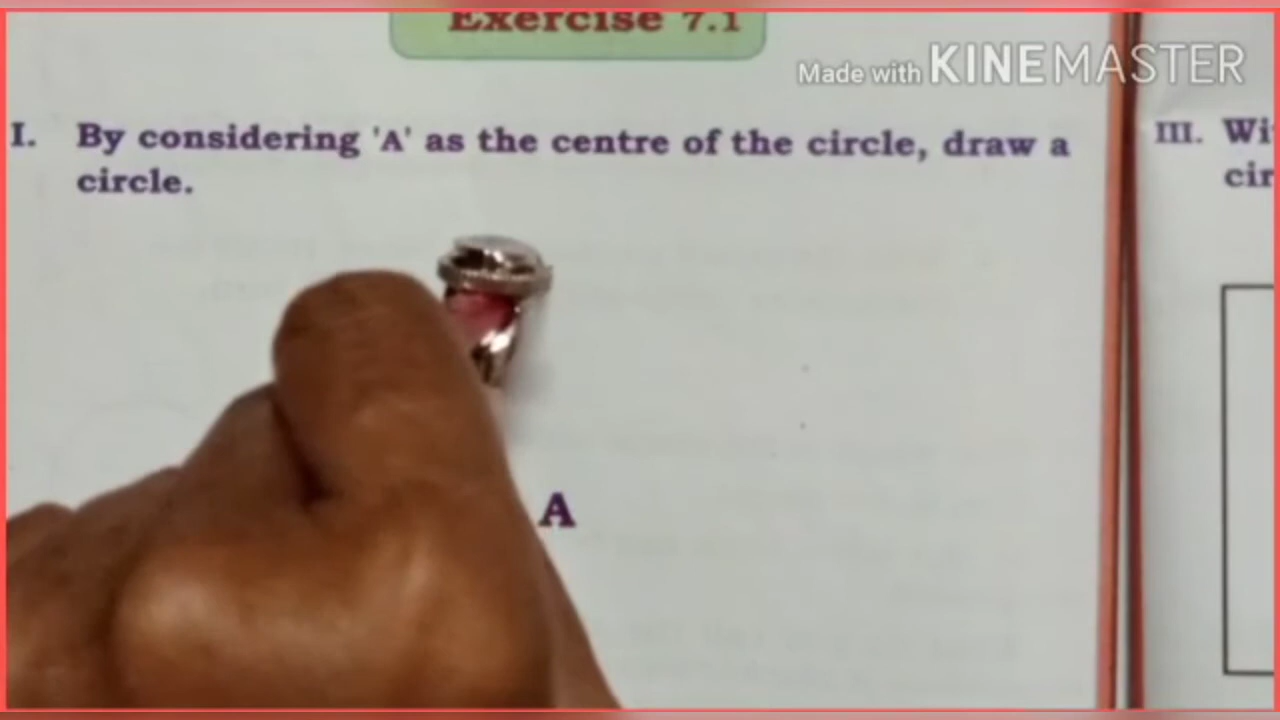 Exercise 7.1
Made with KINEMASTER
I. By considering 'A' as the centre of the circle, draw a
circle.
A
III. Wi
cir